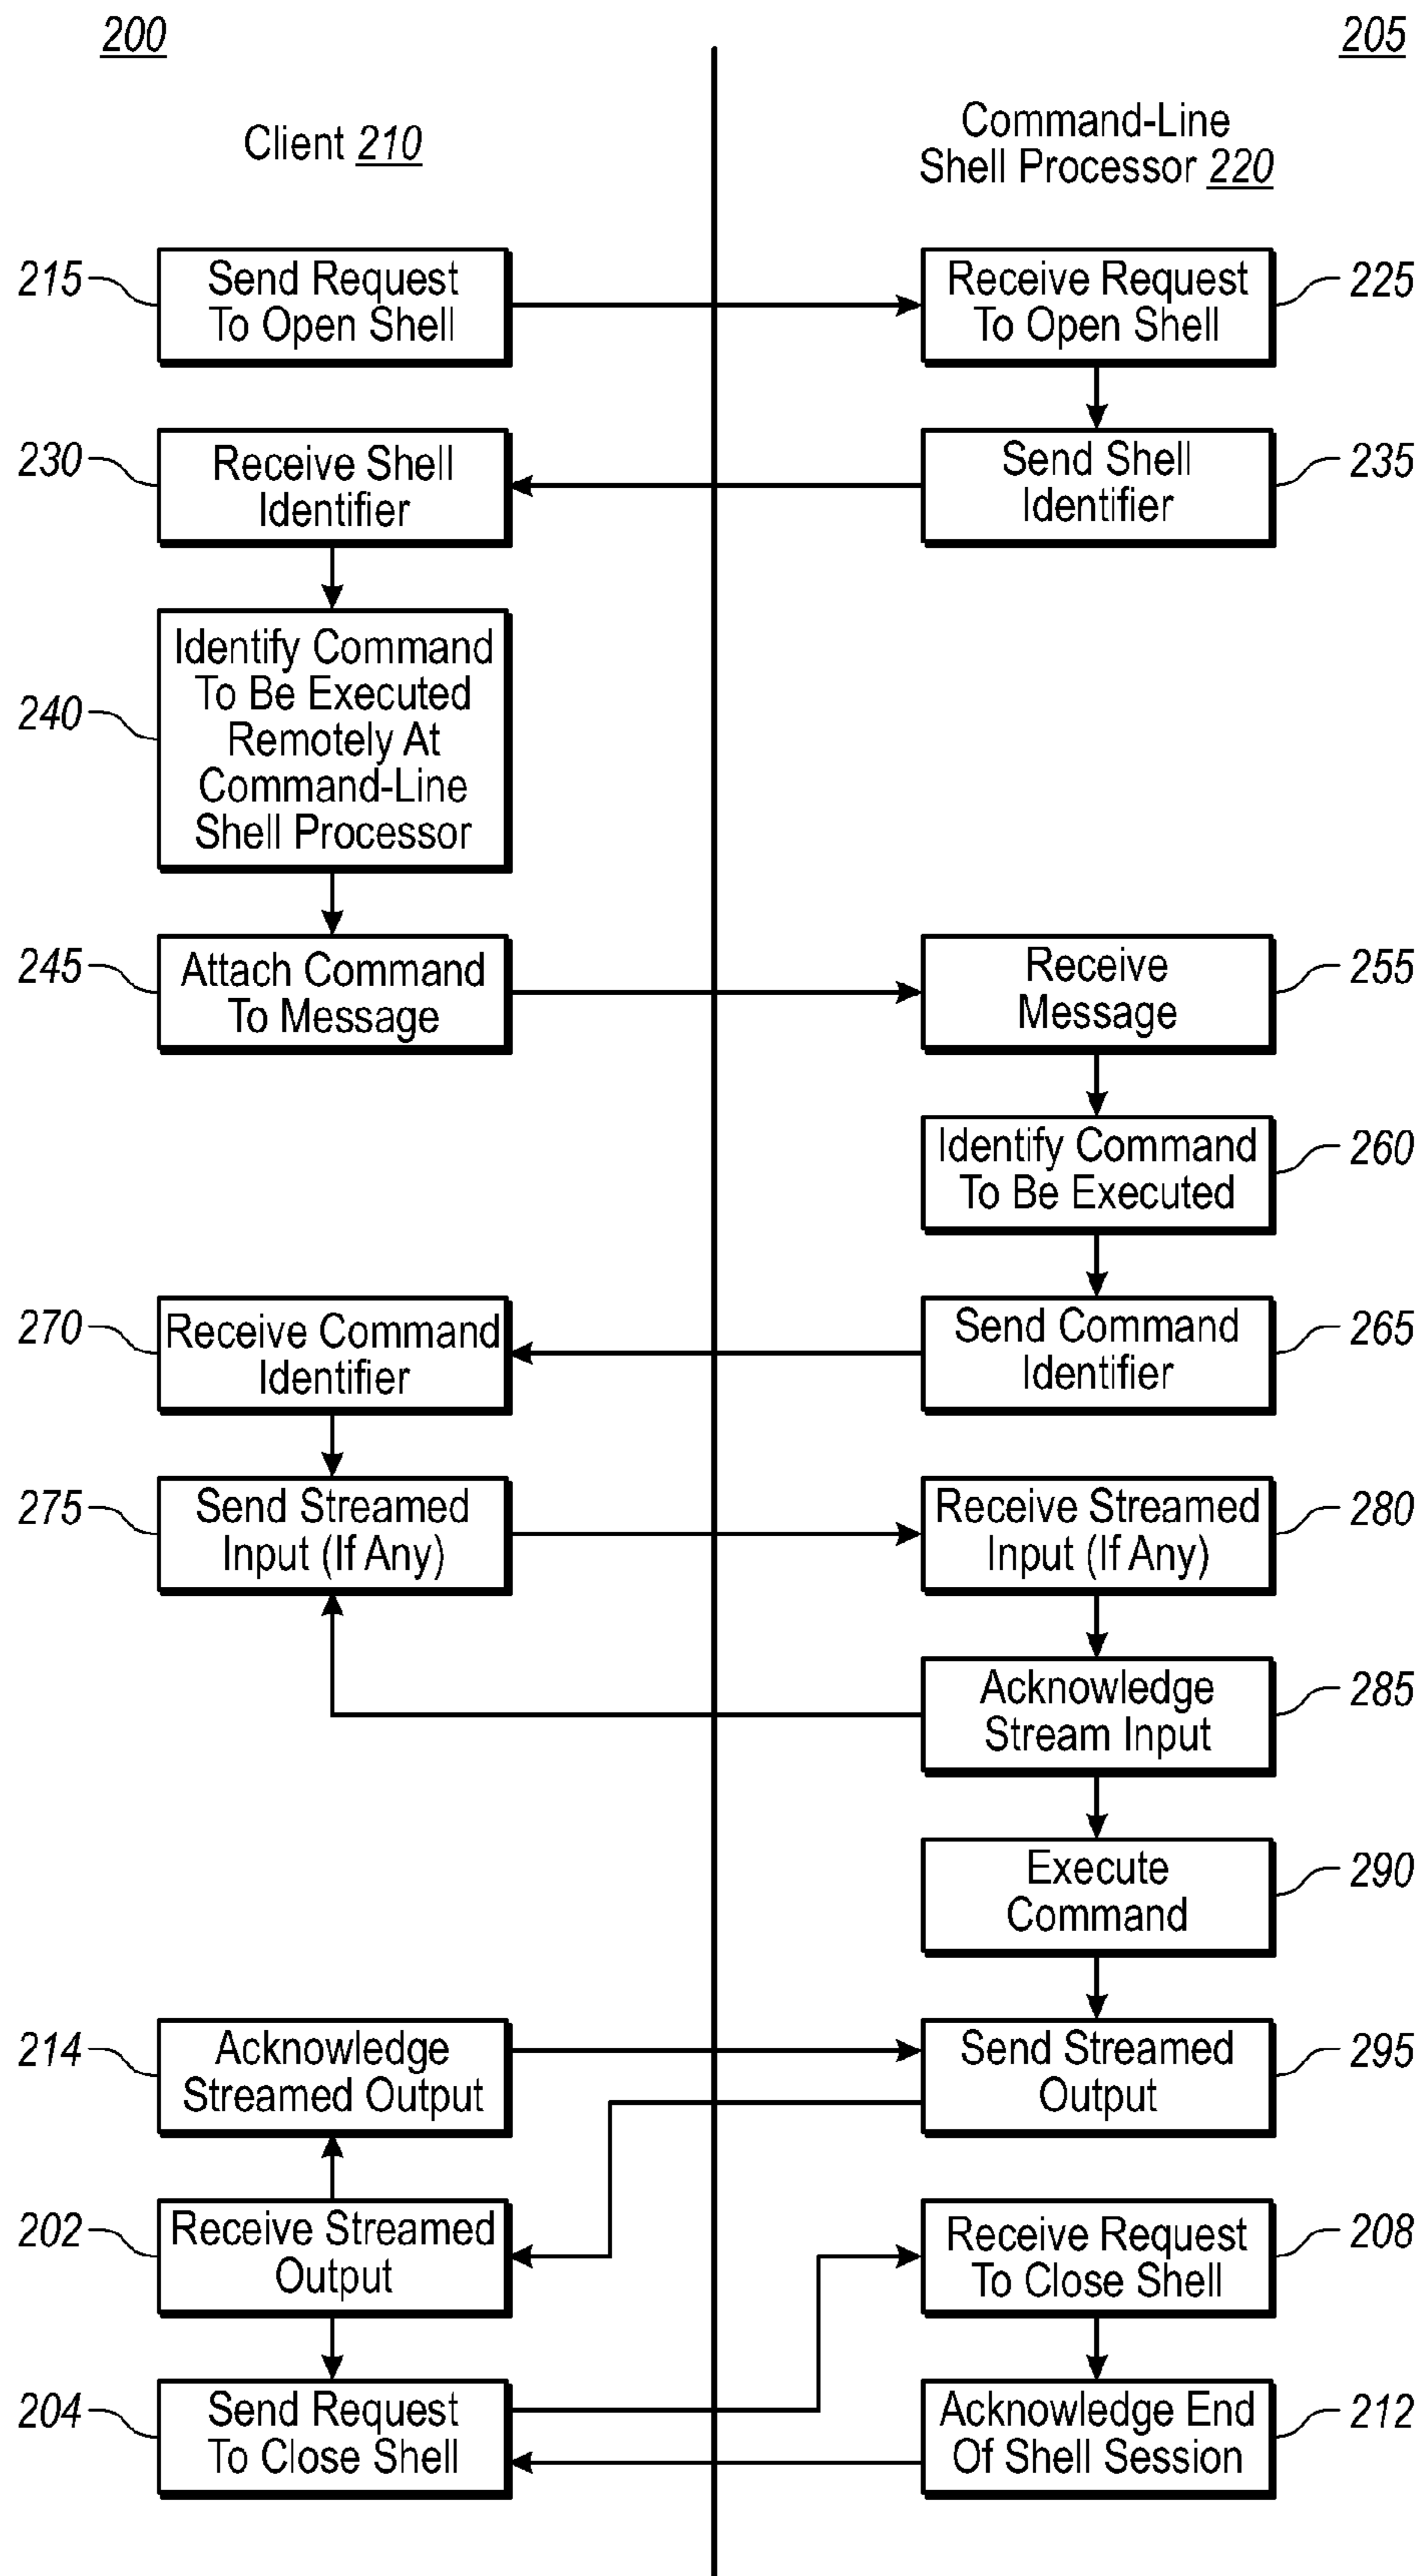 200
205
Client 210
Command-Line
Shell Processor 220
215
Send Request
To Open Shell
Receive Request
To Open Shell
225
230
Receive Shell
Identifier
Send Shell
Identifier
235
240
Identify Command
To Be Executed
Remotely At
Command-Line
Shell Processor
245
Attach Command
To Message
Receive
Message
255
Identify Command
To Be Executed
260
270
Receive Command
Identifier
Send Command
Identifier
265
275
Send Streamed
Input (If Any)
Receive Streamed
Input (If Any)
280
Acknowledge
Stream Input
285
Execute
Command
290
214
Acknowledge
Streamed Output
Send Streamed
Output
295
202
Receive Streamed
Output
Receive Request
To Close Shell
208
204
Send Request
To Close Shell
Acknowledge End
Of Shell Session
212